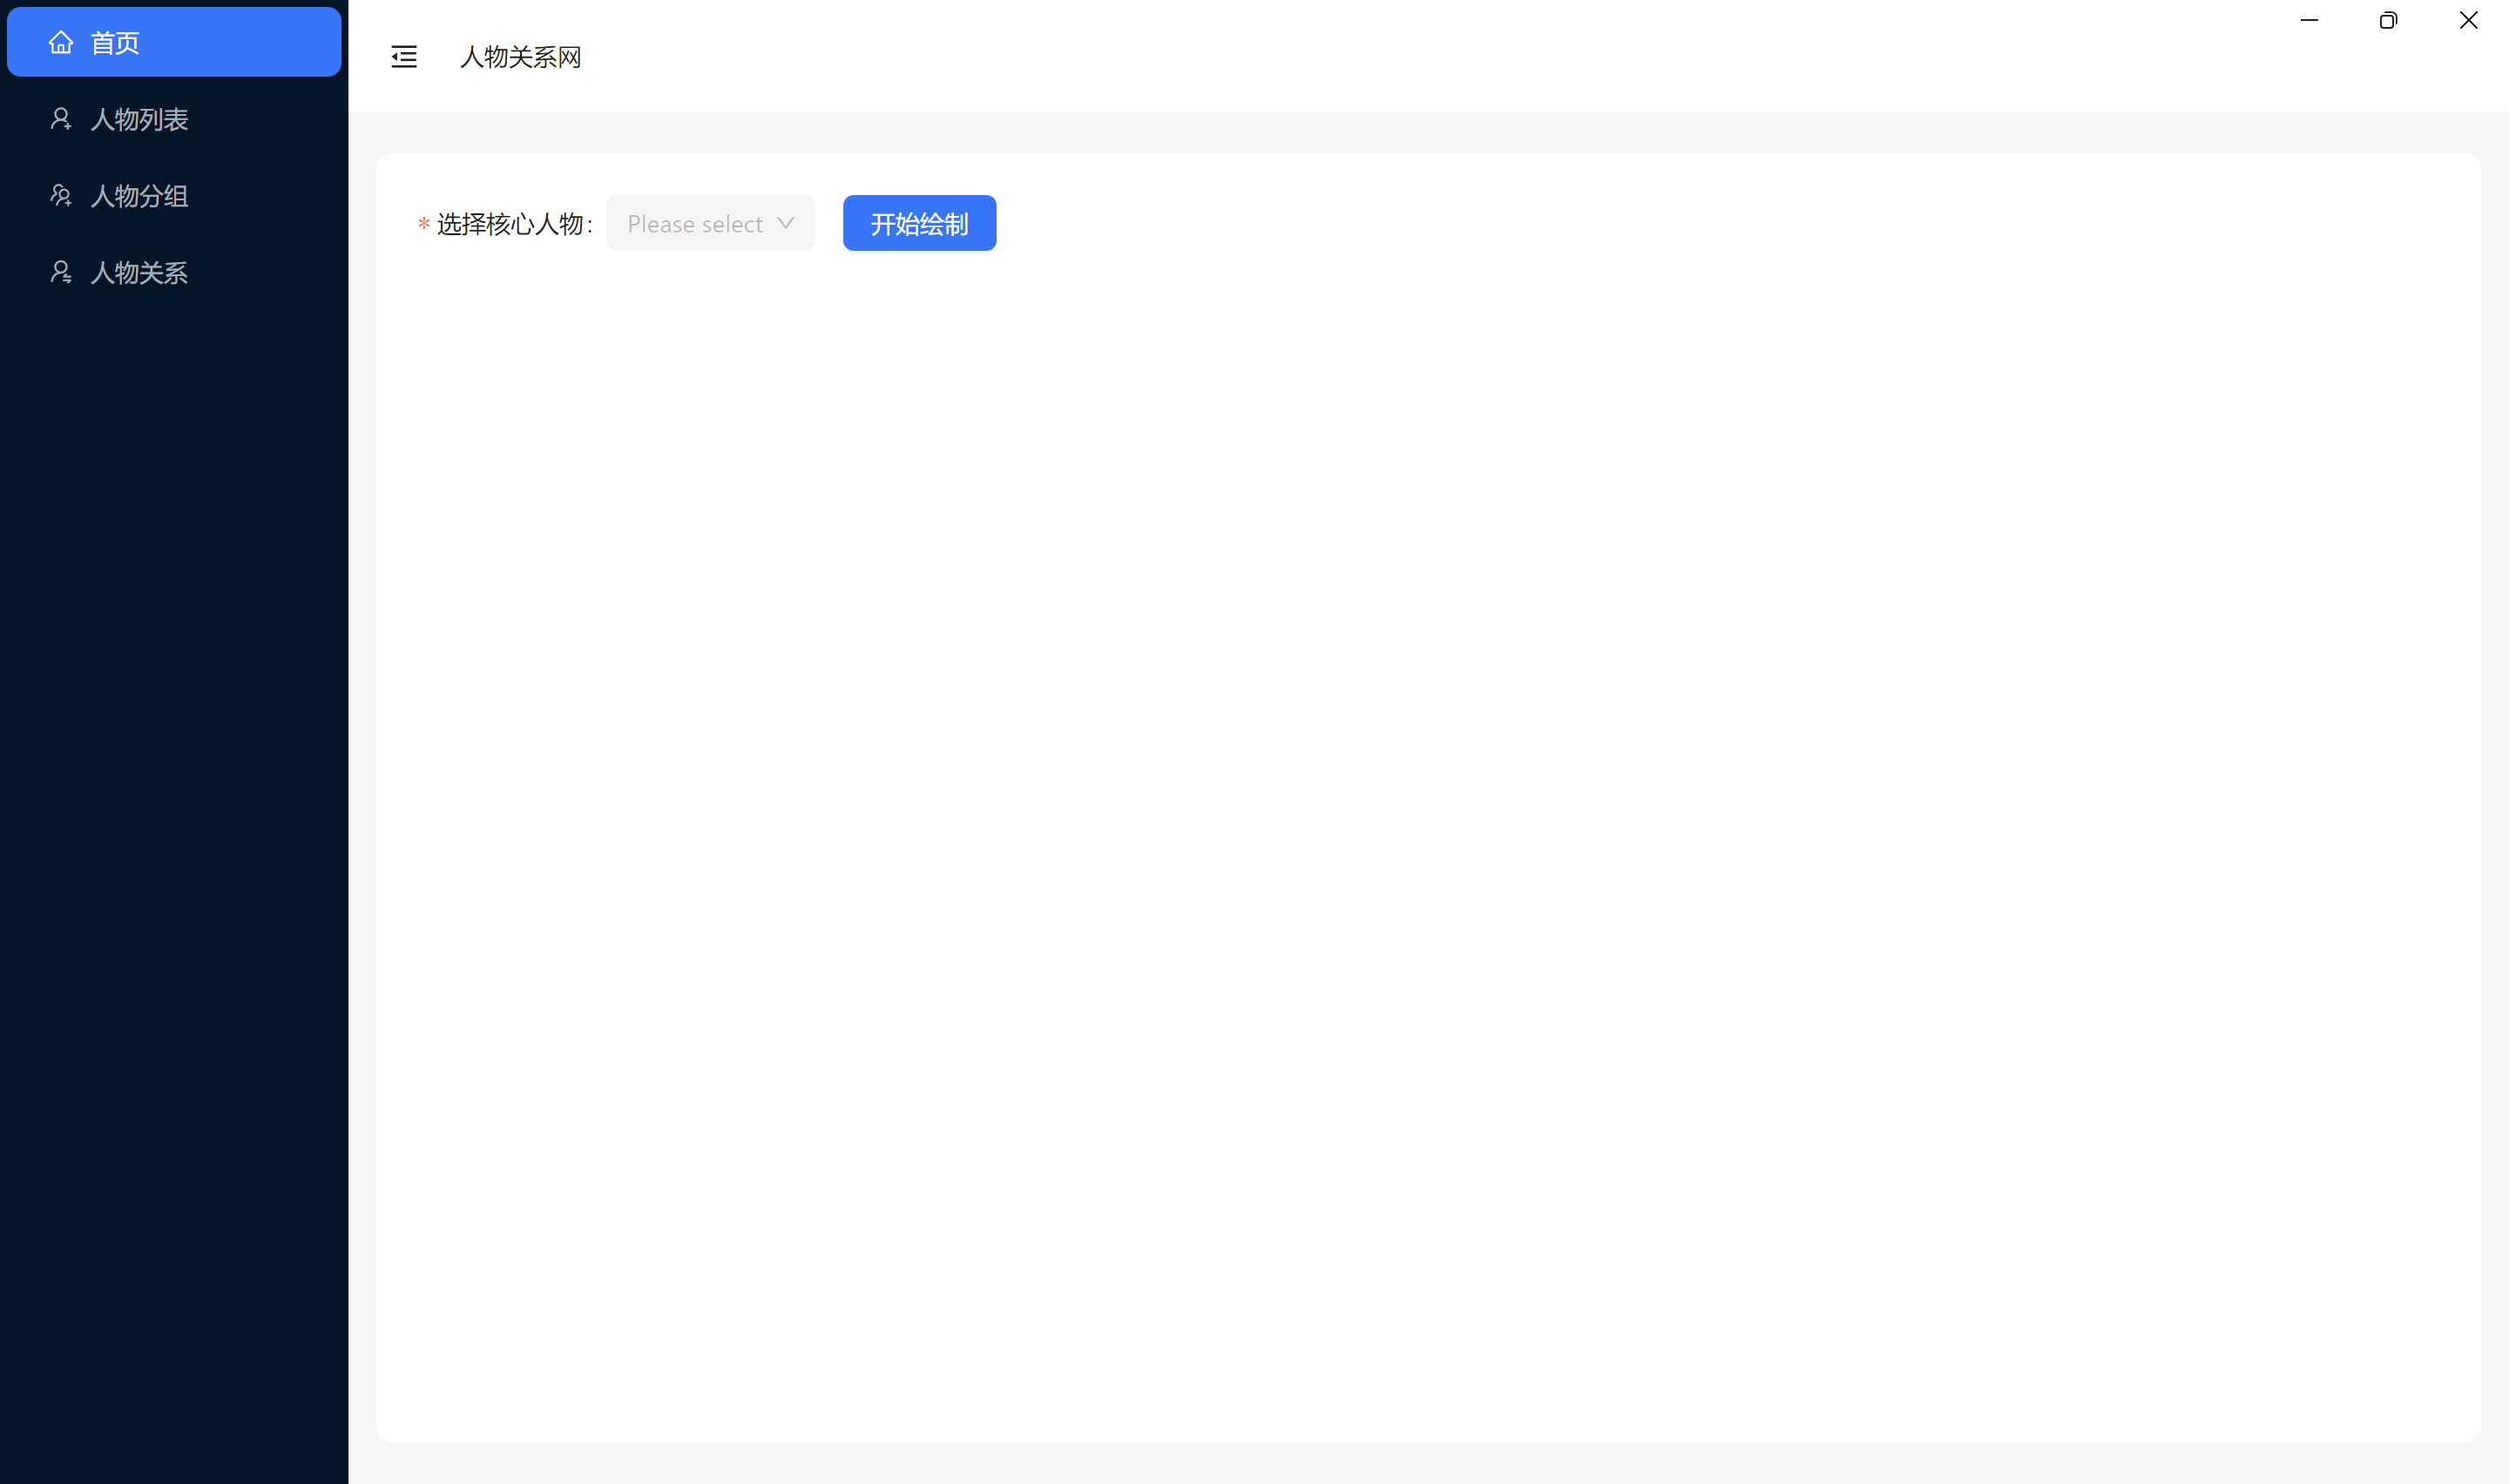 首页
人物列表
人物分组
人物关系
人物关系网
* 选择核心人物 :
Please select
开始绘制